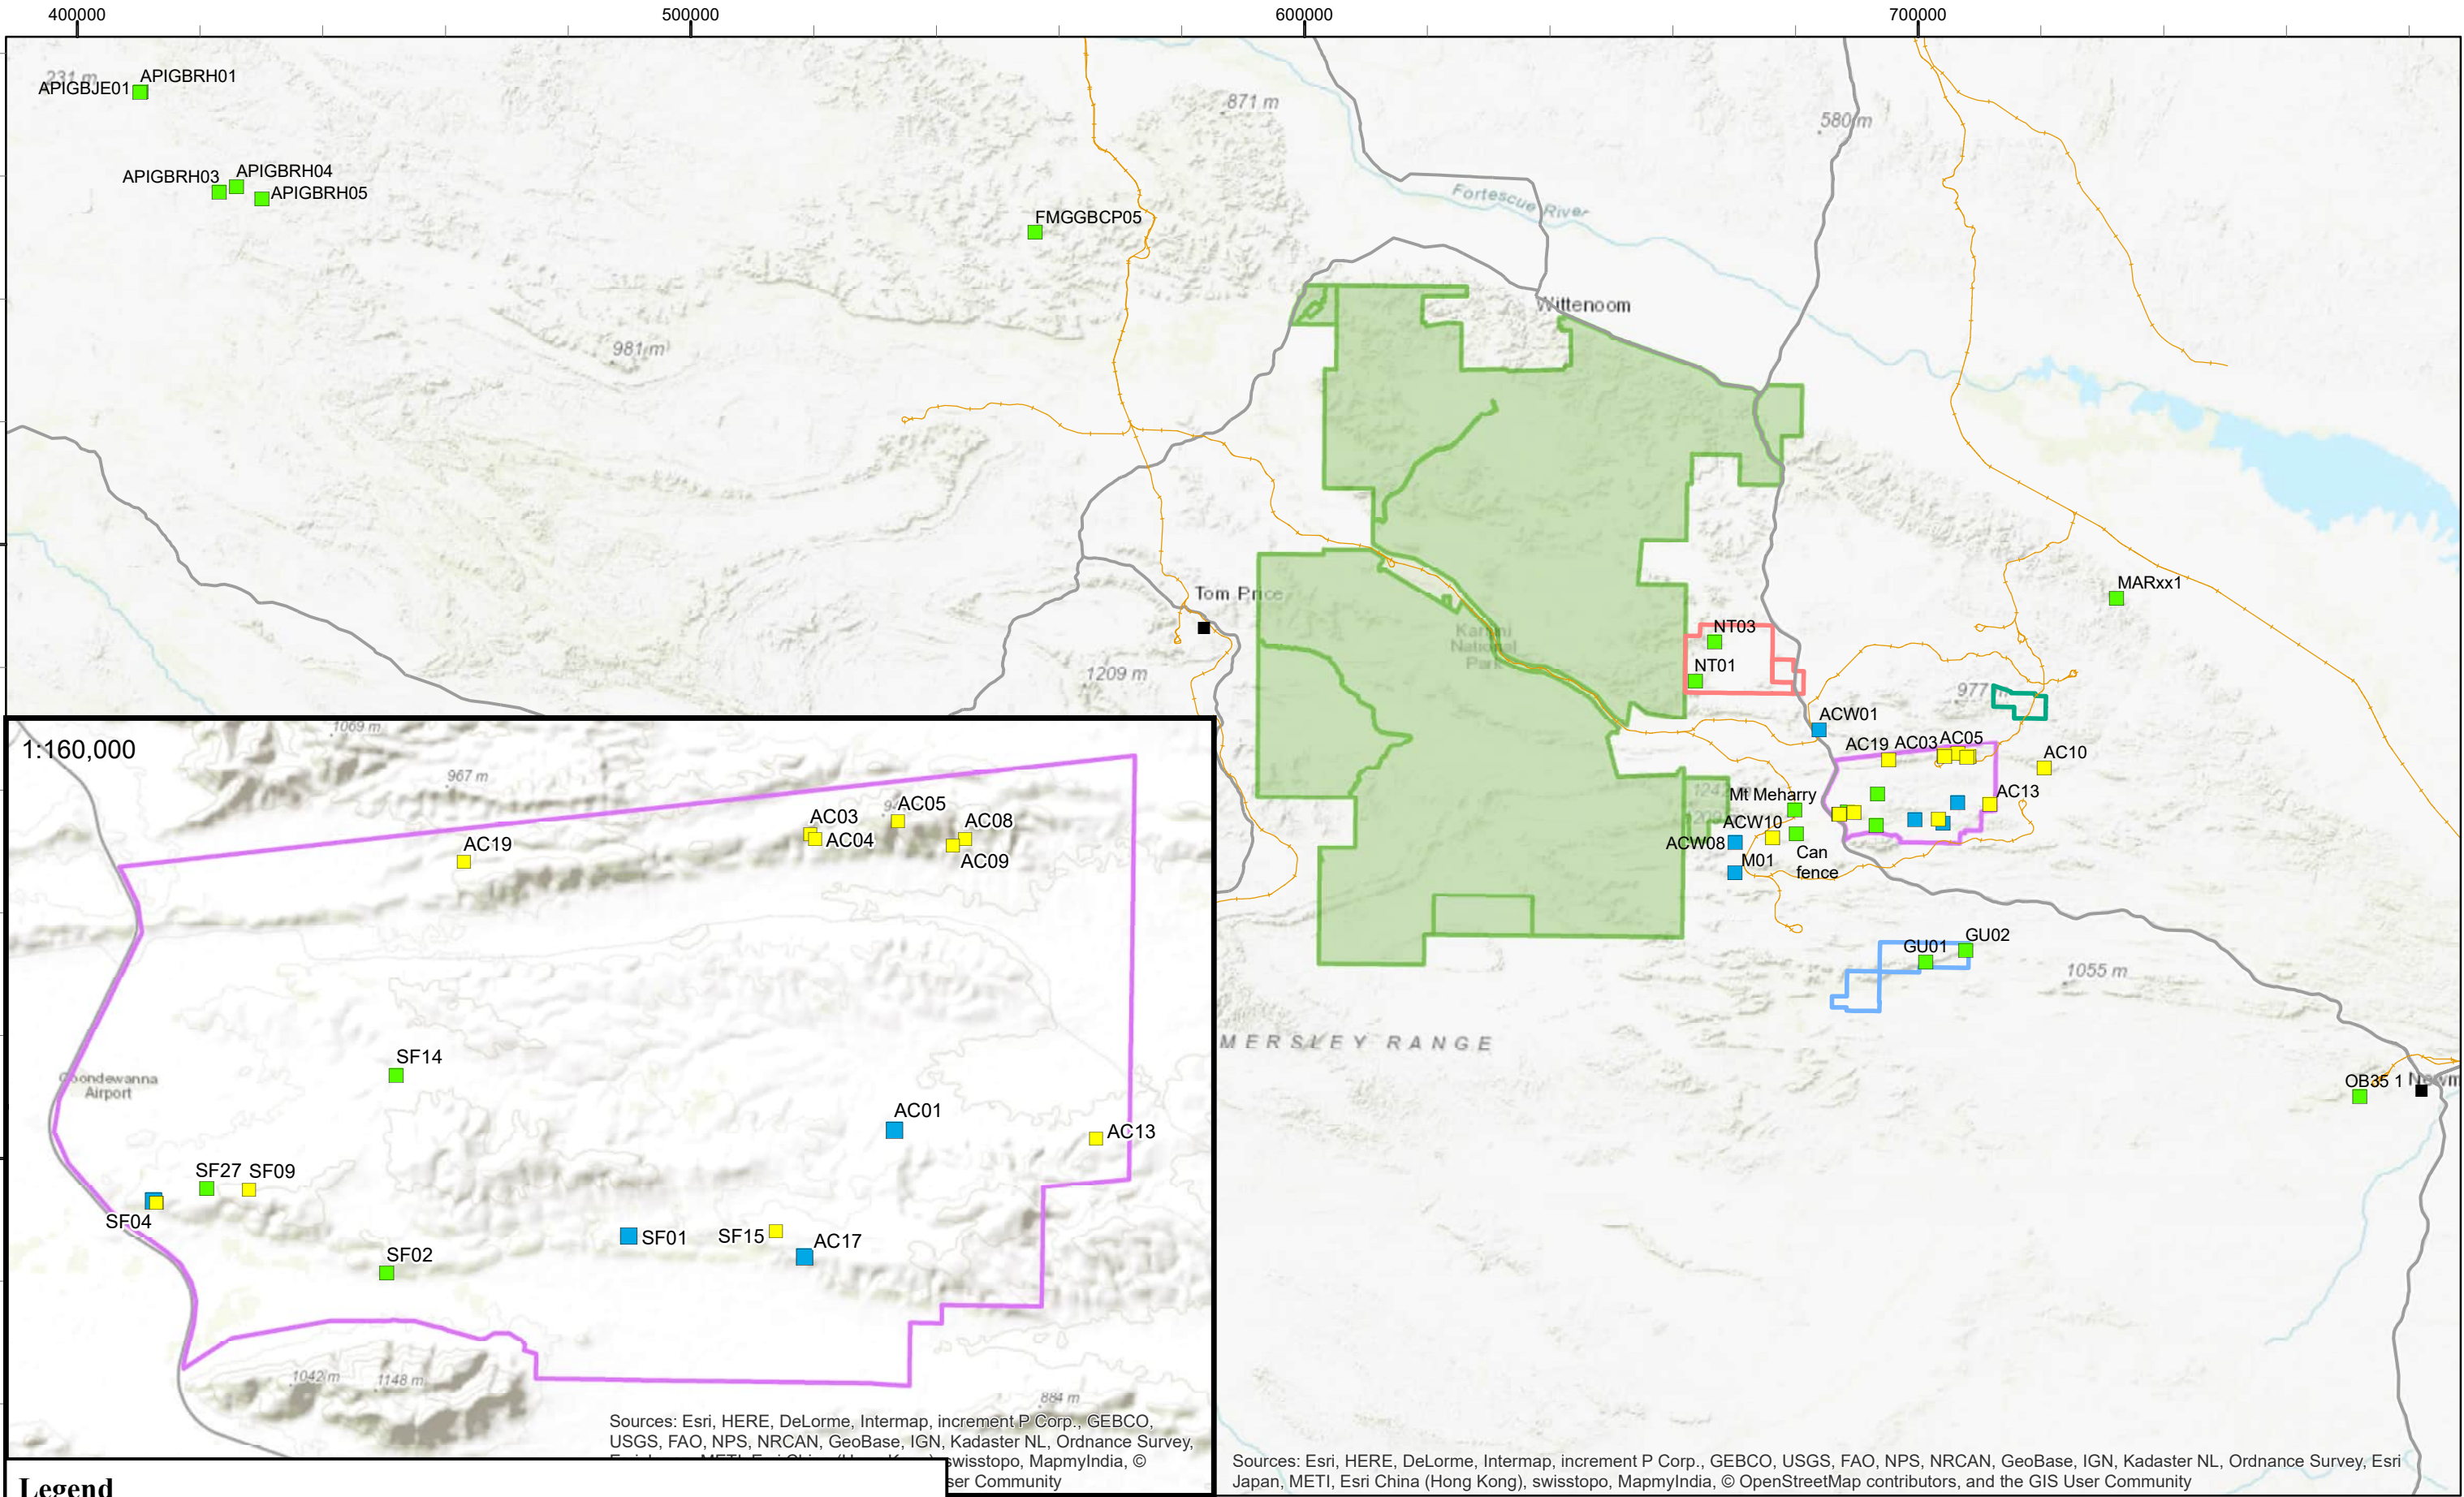 400000
500000
600000
700000
231 m
APIGBRH01
APIGBJE01
871 m
580 m
APIGBRH03
APIGBRH04
APIGBRH05
FMGGBCP05
Fortescue River
Wittenoom
981 m
MARxx1
Tom Price
Karijini
National
Park
NT03
NT01
1209 m
977
ACW01
AC19
AC03
AC05
AC10
Mt Meharry
AC13
ACW10
ACW08
M01
Can
fence
GU01
GU02
1055 m
MERSLEY RANGE
OB35 1
Newm
1:160,000
1069 m
967 m
AC03
AC05
AC08
AC04
AC19
AC09
SF14
Coondewanna
Airport
AC01
AC13
SF27
SF09
SF04
SF01
SF15
AC17
SF02
1042 m
1148 m
884 m
Sources: Esri, HERE, DeLorme, Intermap, increment P Corp., GEBCO,
USGS, FAO, NPS, NRCAN, GeoBase, IGN, Kadaster NL, Ordnance Survey,
swisstopo, MapmyIndia, ©
ser Community
Sources: Esri, HERE, DeLorme, Intermap, increment P Corp., GEBCO, USGS, FAO, NPS, NRCAN, GeoBase, IGN, Kadaster NL, Ordnance Survey, Esri
Japan, METI, Esri China (Hong Kong), swisstopo, MapmyIndia, © OpenStreetMap contributors, and the GIS User Community
Legend